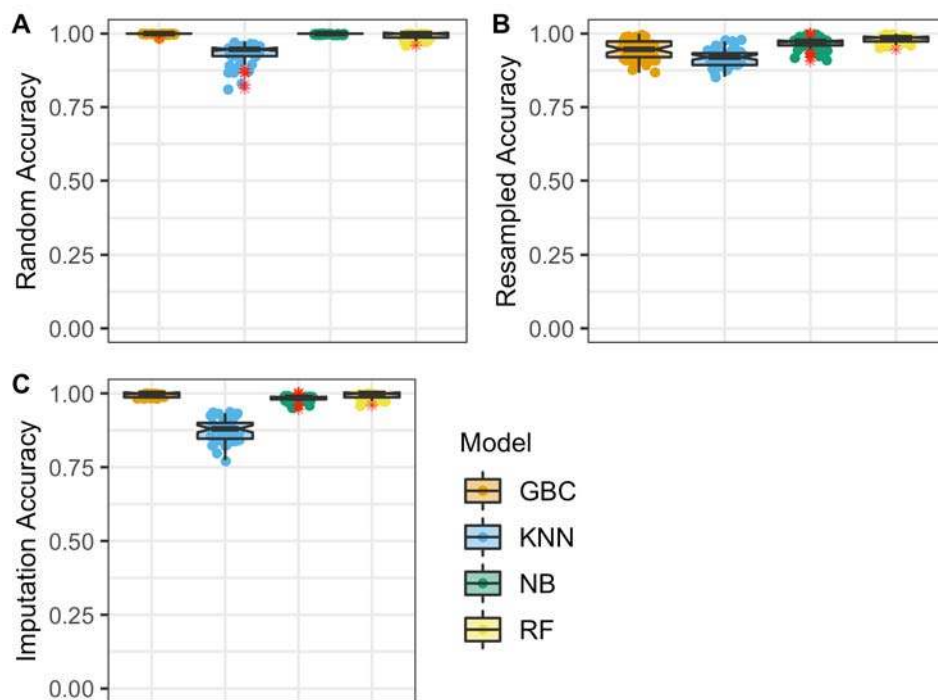 A
Random Accuracy
1.00
0.75
0.50
0.25
0.00
B
Resampled Accuracy
1.00
0.75
0.50
0.25
0.00
C
Imputation Accuracy
1.00
0.75
0.50
0.25
0.00
Model
GBC
KNN
NB
RF